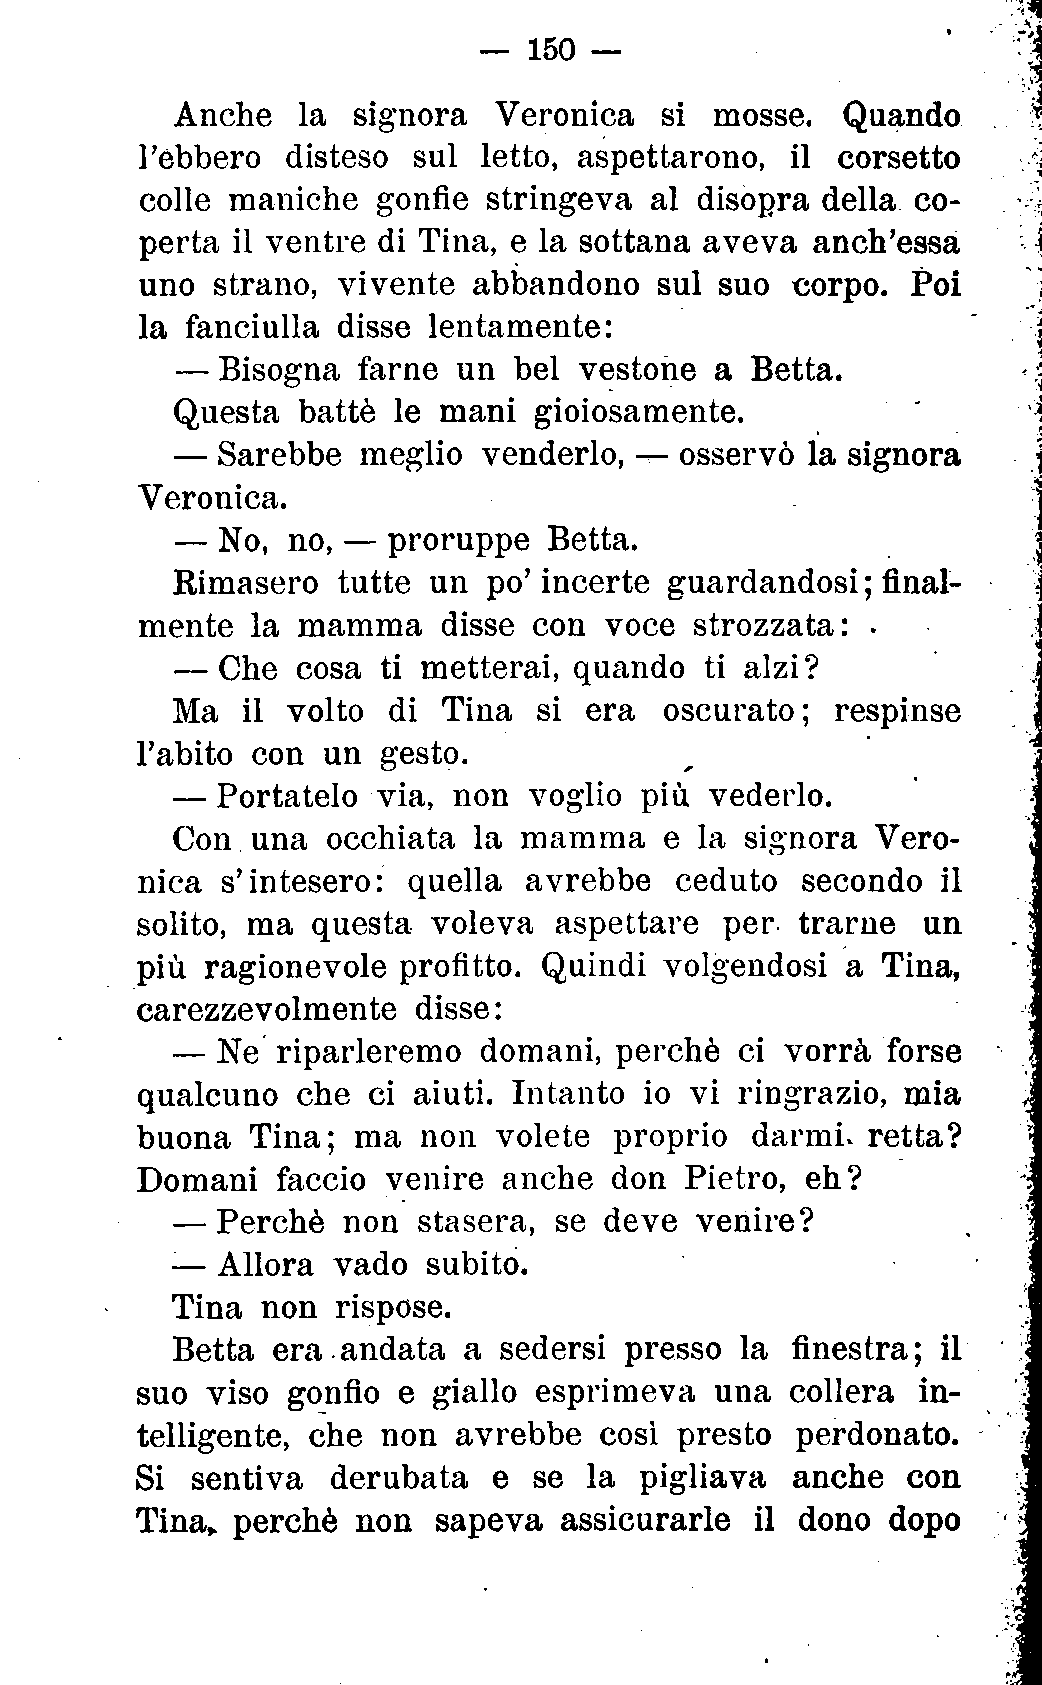 — 150 —
Anche la signora Veronica si mosse. Quando
l'ebbero disteso sul letto, aspettarono, il corsetto
colle maniche gonfie stringeva al disopra della co-
perta il ventre di Tina, e la sottana aveva anch'essa
uno strano, vivente abbandono sul suo corpo. Poi
la fanciulla disse lentamente:
— Bisogna farne un bel vestone a Betta.
Questa battè le mani gioiosamente.
— Sarebbe meglio venderlo, — osservò la signora
Veronica.
— No, no, — proruppe Betta.
Rimasero tutte un po' incerte guardandosi; final-
mente la mamma disse con voce strozzata:
— Che cosa ti metterai, quando ti alzi?
Ma il volto di Tina si era oscurato; respinse
l'abito con un gesto.
— Portatelo via, non voglio più vederlo.
Con una occhiata la mamma e la signora Vero-
nica s'intesero: quella avrebbe ceduto secondo il
solito, ma questa voleva aspettare per trarne un
più ragionevole profitto. Quindi volgendosi a Tina,
carezzevolmente disse:
— Ne riparleremo domani, perchè ci vorrà forse
qualcuno che ci aiuti. Intanto io vi ringrazio, mia
buona Tina; ma non volete proprio darmi retta?
Domani faccio venire anche don Pietro, eh?
— Perchè non stasera, se deve venire?
— Allora vado subito.
Tina non rispose.
Betta era andata a sedersi presso la finestra; il
suo viso gonfio e giallo esprimeva una collera in-
telligente, che non avrebbe così presto perdonato.
Si sentiva derubata e se la pigliava anche con
Tina, perchè non sapeva assicurarle il dono dopo